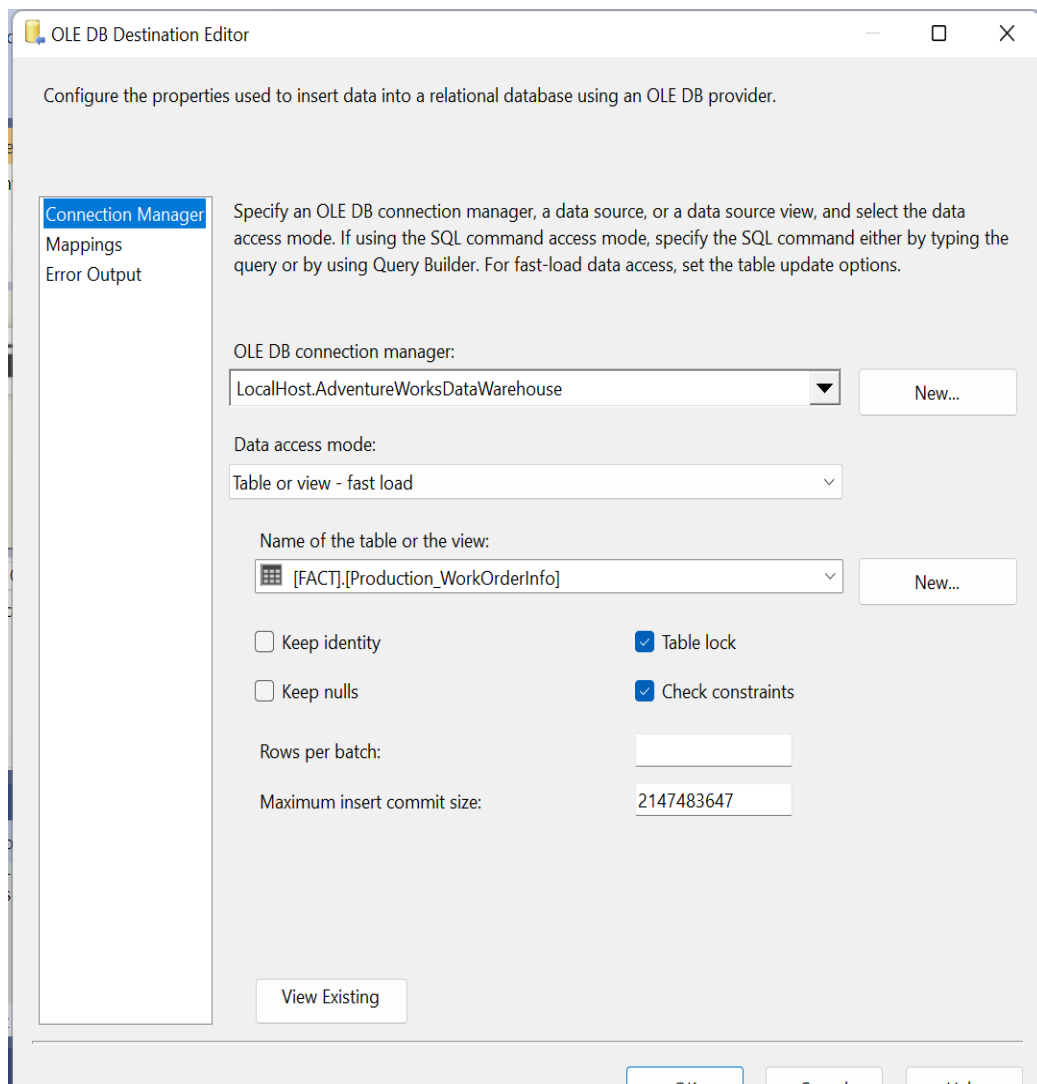 OLE DB Destination Editor
Configure the properties used to insert data into a relational database using an OLE DB provider.
Connection Manager
Mappings
Error Output
Specify an OLE DB connection manager, a data source, or a data source view, and select the data
access mode. If using the SQL command access mode, specify the SQL command either by typing the
query or by using Query Builder. For fast-load data access, set the table update options.
OLE DB connection manager:
LocalHost.AdventureWorksDataWarehouse
New...
Data access mode:
Table or view - fast load
Name of the table or the view:
[FACT].[Production_WorkOrderInfo]
New...
Keep identity
Table lock
Keep nulls
Check constraints
Rows per batch:
Maximum insert commit size:
2147483647
View Existing